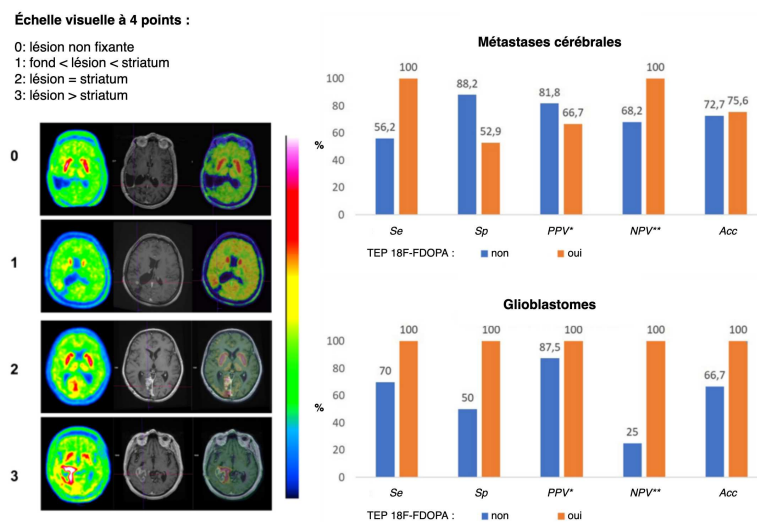 Échelle visuelle à 4 points :
0: lésion non fixante
1: fond < lésion < striatum
2: lésion = striatum
3: lésion > striatum
0
1
2
3
Métastases cérébrales
%
100
80
60
40
20
0
56,2
100
88,2
52,9
81,8
66,7
68,2
100
72,7
75,6
Se
Sp
PPV*
NPV**
Acc
TEP 18F-FDOPA : non oui
Glioblastomes
%
100
80
60
40
20
0
70
100
50
100
87,5
100
25
100
66,7
100
Se
Sp
PPV*
NPV**
Acc
TEP 18F-FDOPA : non oui